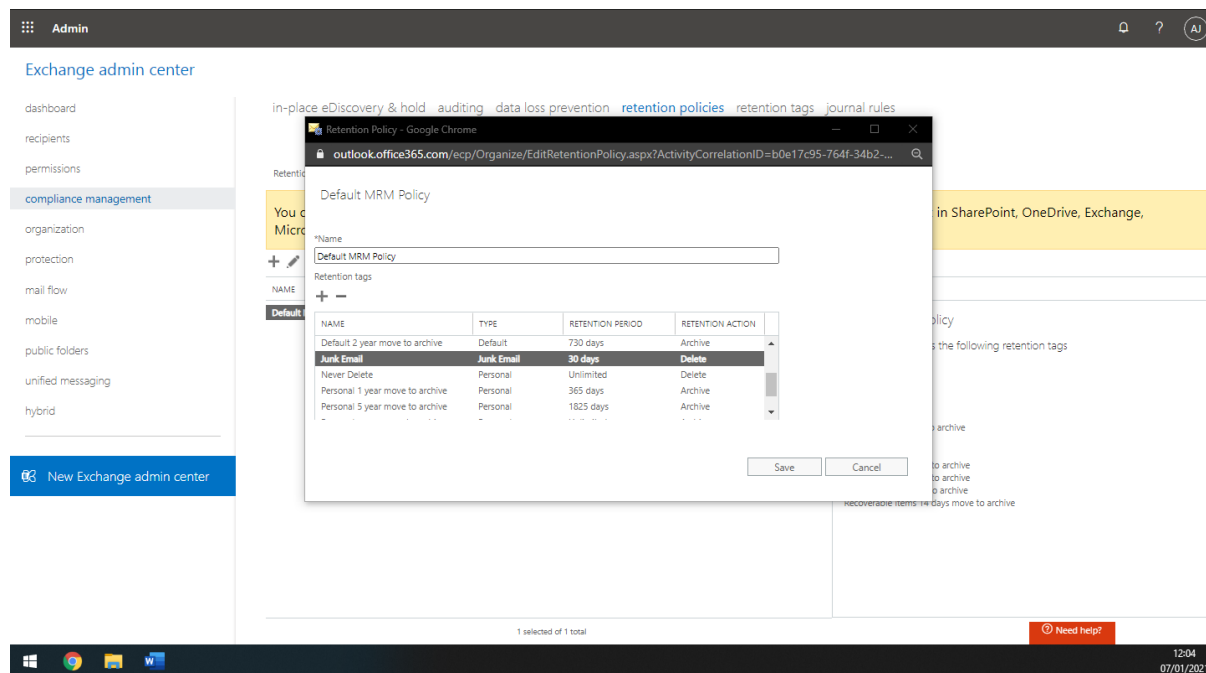 Admin
?
AJ
Exchange admin center
dashboard
recipients
permissions
compliance management
organization
protection
mail flow
mobile
public folders
unified messaging
hybrid
New Exchange admin center
in-place eDiscovery & hold auditing data loss prevention retention policies retention tags journal rules
Retention Policy - Google Chrome
outlook.office365.com/ecp/Organize/EditRetentionPolicy.aspx?ActivityCorrelationID=b0e17c95-764f-34b2-...
Default MRM Policy
*Name
Default MRM Policy
Retention tags
NAME TYPE RETENTION PERIOD RETENTION ACTION
Default 2 year move to archive Default 730 days Archive
Junk Email Junk Email 30 days Delete
Never Delete Personal Unlimited Delete
Personal 1 year move to archive Personal 365 days Archive
Personal 5 year move to archive Personal 1825 days Archive
Save Cancel
You
in SharePoint, OneDrive, Exchange,
NAME
Default
the following retention tags
archive
to archive
to archive
archive
Recoverable Items 14 days move to archive
1 selected of 1 total
Need help?
12:04
07/01/202